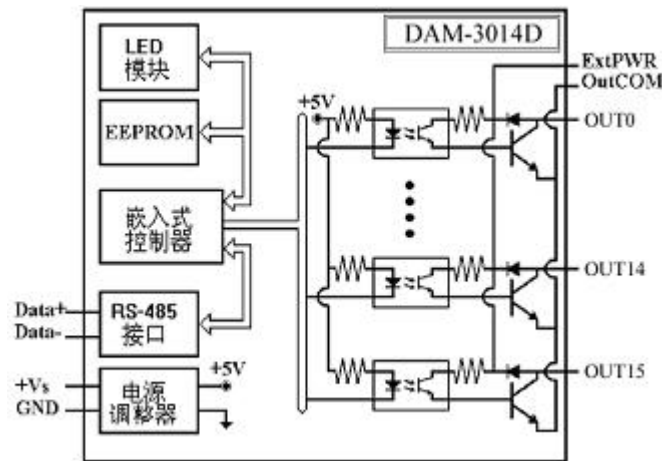 DAM-3014D
LED
模块
EEPROM
嵌入式
控制器
RS-485
接口
电源
调整器
Data+
Data-
+Vs
GND
+5V
+5V
ExtPWR
OutCOM
OUT0
OUT14
OUT15